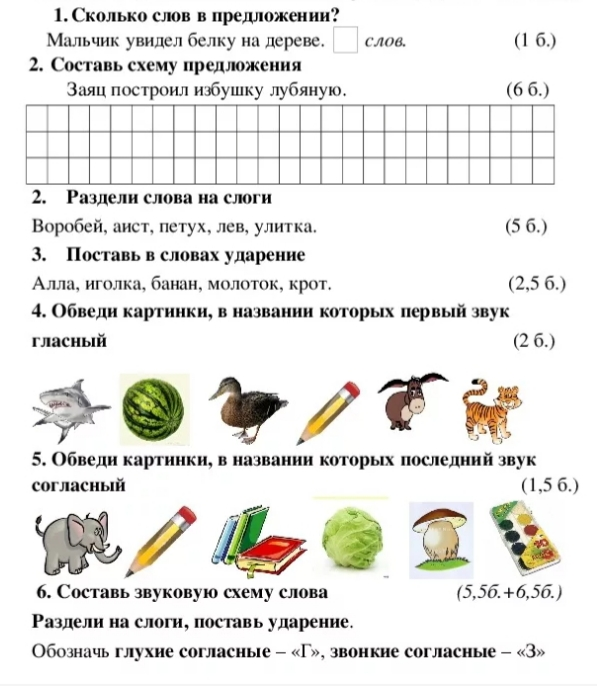 1. Сколько слов в предложении?
Мальчик увидел белку на дереве. слов. (1 б.)
2. Составь схему предложения
Заяц построил избушку лубяную. (6 б.)
2. Раздели слова на слоги
Воробей, аист, петух, лев, улитка. (5 б.)
3. Поставь в словах ударение
Алла, иголка, банан, молоток, крот. (2,5 б.)
4. Обведи картинки, в названии которых первый звук
гласный (2 б.)
5. Обведи картинки, в названии которых последний звук
согласный (1,5 б.)
6. Составь звуковую схему слова (5,5б.+6,5б.)
Раздели на слоги, поставь ударение.
Обозначь глухие согласные – «Г», звонкие согласные – «З»